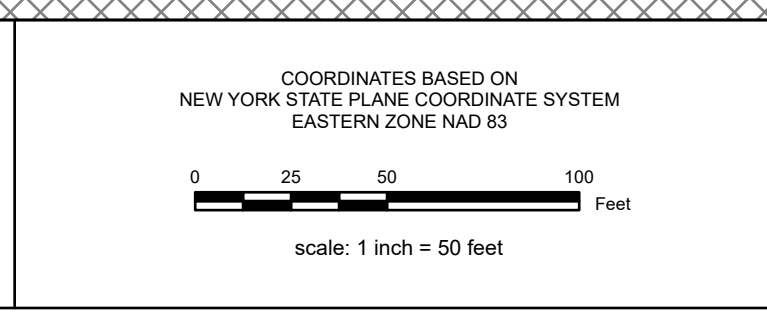 COORDINATES BASED ON
NEW YORK STATE PLANE COORDINATE SYSTEM
EASTERN ZONE NAD 83
0 25 50 100
Feet
scale: 1 inch = 50 feet